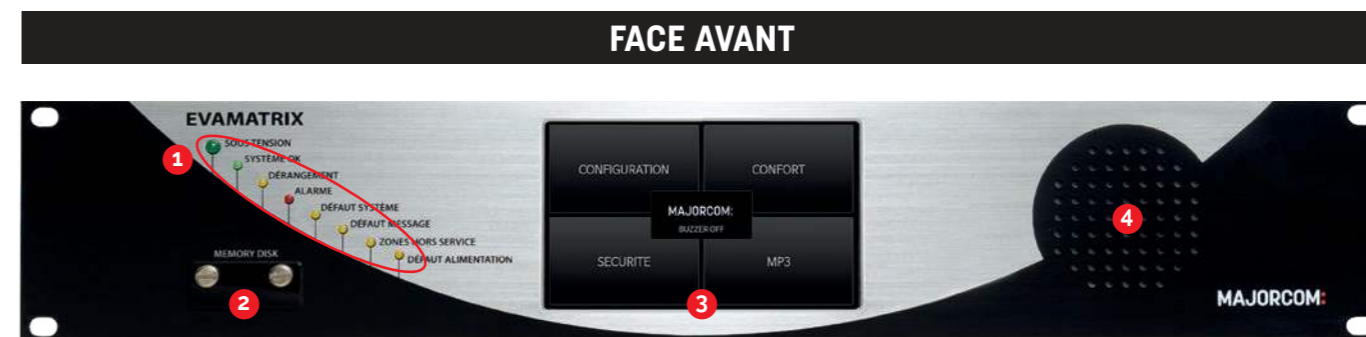 FACE AVANT
EVAMATRIX
1
SOUS TENSION
SYSTÈME OK
DÉRANGEMENT
ALARME
DÉFAUT SYSTÈME
DÉFAUT MESSAGE
ZONES HORS SERVICE
DÉFAUT ALIMENTATION
MEMORY DISK
2
CONFIGURATION
CONFORT
MAJORCOM:
BUZZER OFF
SECURITE
MP3
3
4
MAJORCOM: